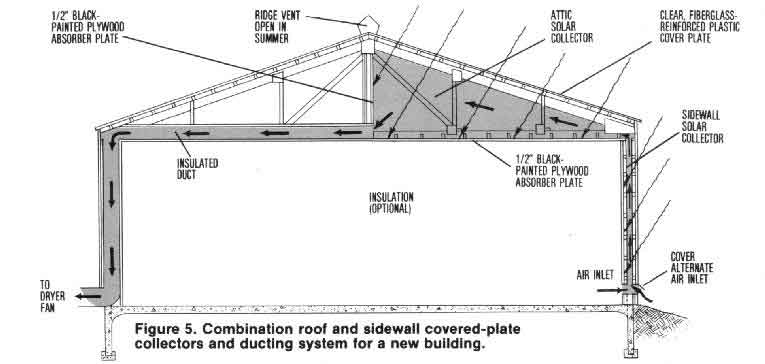 1/2" BLACK-
PAINTED PLYWOOD
ABSORBER PLATE
RIDGE VENT
OPEN IN
SUMMER
ATTIC
SOLAR
COLLECTOR
CLEAR, FIBERGLASS-
REINFORCED PLASTIC
COVER PLATE
SIDEWALL
SOLAR
COLLECTOR
INSULATED
DUCT
1/2" BLACK-
PAINTED PLYWOOD
ABSORBER PLATE
INSULATION
(OPTIONAL)
TO
DRYER
FAN
AIR INLET
COVER
ALTERNATE
AIR INLET
Figure 5. Combination roof and sidewall covered-plate
collectors and ducting system for a new building.